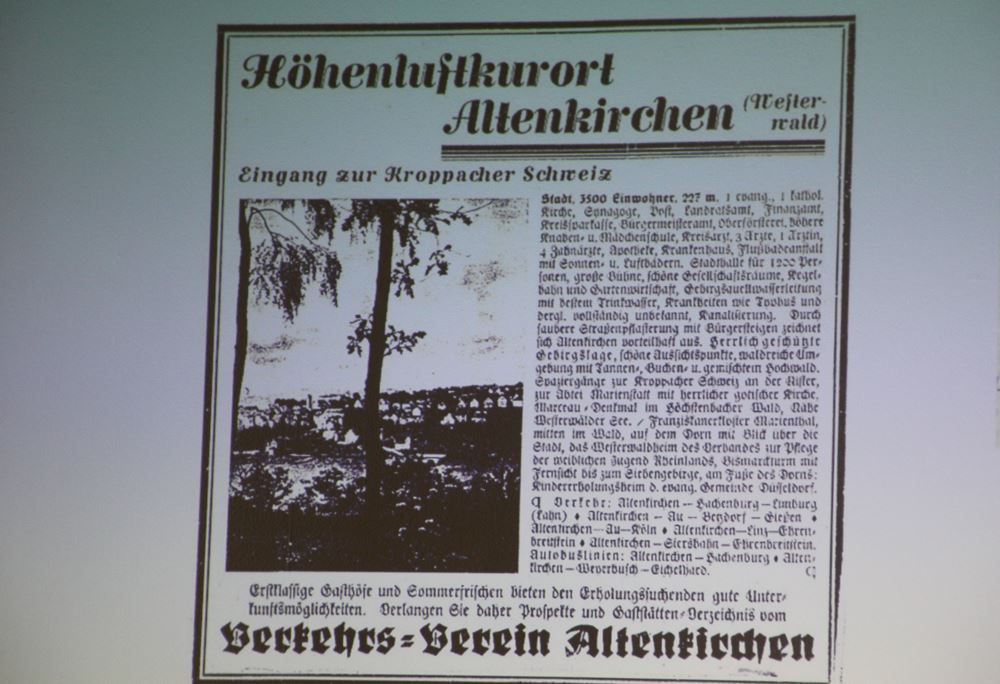 Höhenluftkurort
Altenkirchen (Wester-
wald)
Eingang zur Kroppacher Schweiz
Stadt. 3500 Einwohner. 227 m. 1 evang., 1 kathol.
Kirche, Synagoge, Post, Landratsamt, Finanzamt,
Kreissparkasse, Bürgermeisteramt, Oberförsterei, höhere
Knaben- u. Mädchenschule, Kreisarzt, 3 Ärzte, 1 Ärztin,
4 Zahnärzte, Apotheke, Krankenhaus, Flußbadeanstalt
mit Sonnen- u. Luftbädern. Stadthalle für 1200 Per-
sonen, große Bühne, schöne Gesellschaftsräume, Kegel-
bahn und Gartenwirtschaft, Gebirgsquellwasserleitung
mit bestem Trinkwasser, Krankheiten wie Typhus und
dergl. vollständig unbekannt, Kanalisierung. Durch
saubere Straßenpflasterung mit Bürgersteigen zeichnet
sich Altenkirchen vorteilhaft aus. Herrlich geschützte
Gebirgslage, schöne Aussichtspunkte, waldreiche Um-
gebung mit Tannen-, Buchen- u. gemischtem Hochwald.
Spaziergänge zur Kroppacher Schweiz an der Nister,
zur Abtei Marienstatt mit herrlicher gotischer Kirche,
Marceau-Denkmal im Höchstenbacher Wald, Nähe
Westerwälder See. / Franziskanerkloster Marienthal,
mitten im Wald, auf dem Dorn mit Blick über die
Stadt, das Westerwaldheim des Verbandes zur Pflege
der weiblichen Jugend Rheinlands, Bismarckturm mit
Fernsicht bis zum Siebengebirge, am Fuße des Dorns:
Kindererholungsheim d. evang. Gemeinde Düsseldorf.
Verkehr: Altenkirchen — Hachenburg — Limburg
(Lahn) ♦ Altenkirchen — Au — Betzdorf — Gießen ♦
Altenkirchen—Au—Köln ♦ Altenkirchen—Linz—Ehren-
breitstein ♦ Altenkirchen — Siershahn — Ehrenbreitstein.
Autobuslinien: Altenkirchen — Hachenburg ♦ Alten-
kirchen — Weyerbusch — Eichelhard.
Erstklassige Gasthöfe und Sommerfrischen bieten den Erholungsuchenden gute Unter-
kunftsmöglichkeiten. Verlangen Sie daher Prospekte und Gaststätten-Verzeichnis vom
Verkehrs-Verein Altenkirchen